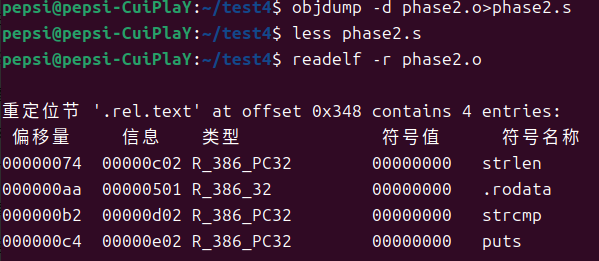 pepsi@pepsi-CuiPlaY:~/test4$ objdump -d phase2.o>phase2.s
pepsi@pepsi-CuiPlaY:~/test4$ less phase2.s
pepsi@pepsi-CuiPlaY:~/test4$ readelf -r phase2.o
重定位节 '.rel.text' at offset 0x348 contains 4 entries:
偏移量 信息 类型 符号值 符号名称
00000074 00000c02 R_386_PC32 00000000 strlen
000000aa 00000501 R_386_32 00000000 .rodata
000000b2 00000d02 R_386_PC32 00000000 strcmp
000000c4 00000e02 R_386_PC32 00000000 puts